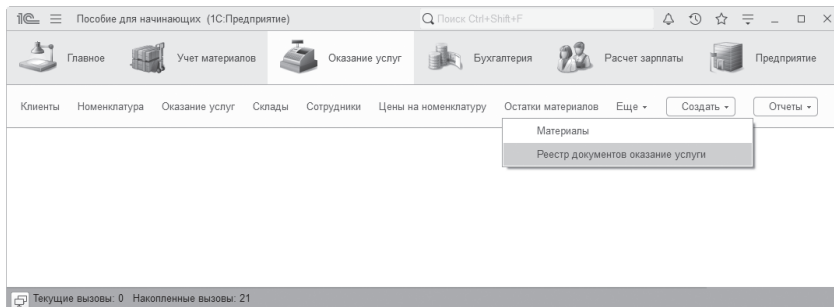 1С Пособие для начинающих (1С:Предприятие) Поиск Ctrl+Shift+F
Главное Учет материалов Оказание услуг Бухгалтерия Расчет зарплаты Предприятие
Клиенты Номенклатура Оказание услуг Склады Сотрудники Цены на номенклатуру Остатки материалов Еще Создать Отчеты
Материалы
Реестр документов оказание услуги
Текущие вызовы: 0 Накопленные вызовы: 21